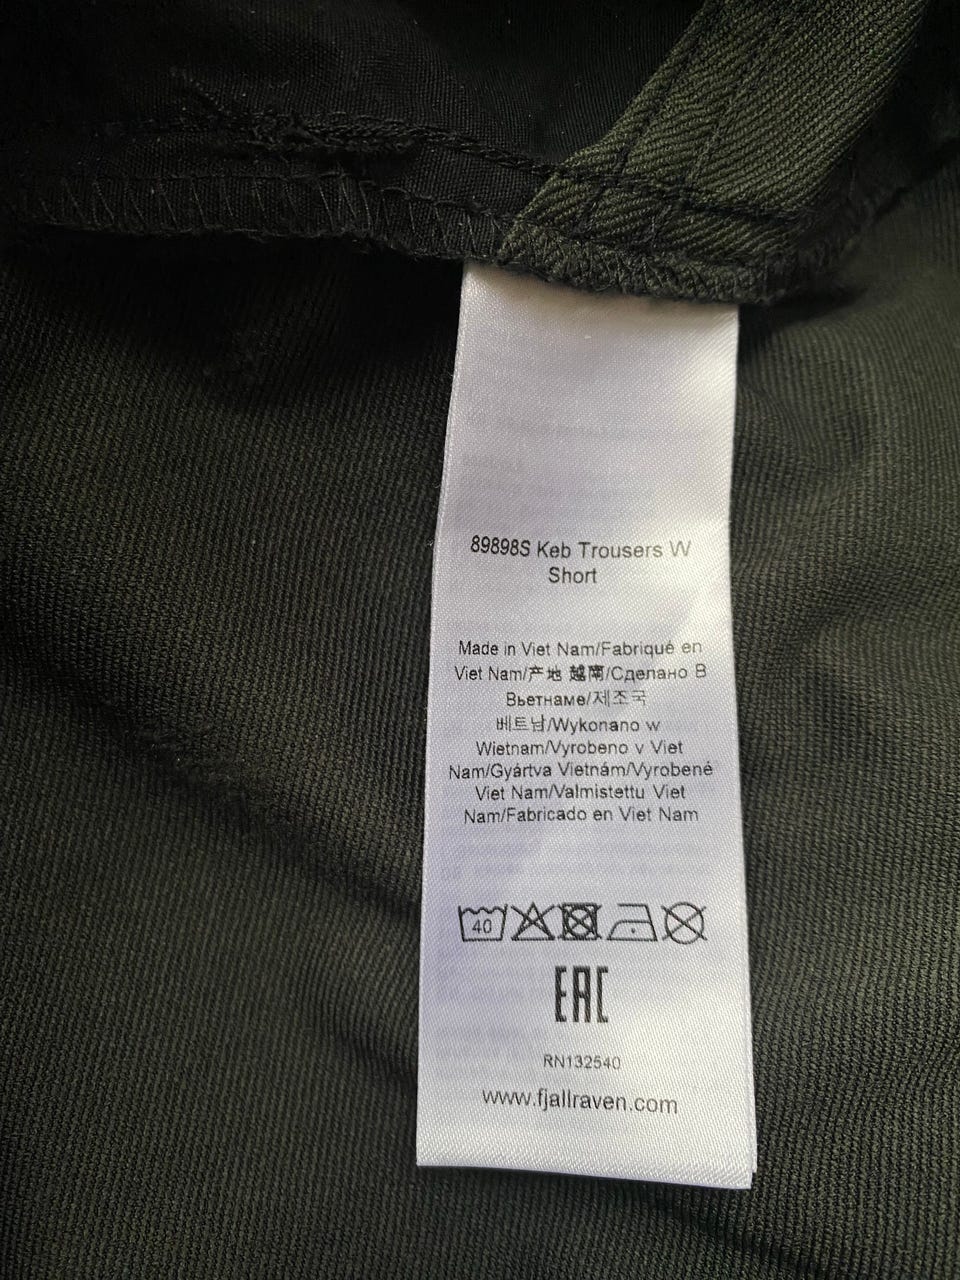 89898S Keb Trousers W
Short
Made in Viet Nam/Fabriqué en
Viet Nam/产地 越南/Сделано В
Вьетнаме/제조국
베트남/Wykonano w
Wietnam/Vyrobeno v Viet
Nam/Gyártva Vietnám/Vyrobené
Viet Nam/Valmistettu Viet
Nam/Fabricado en Viet Nam
40
EAC
RN132540
www.fjallraven.com